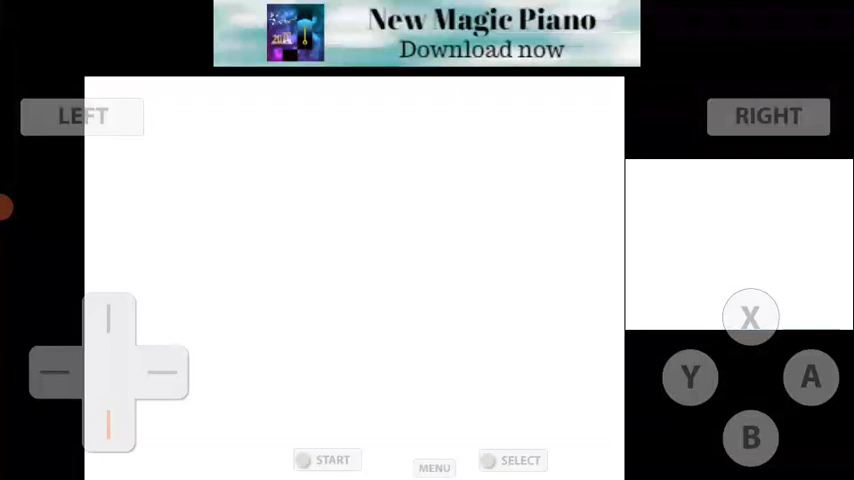 New Magic Piano
Download now
LEFT
RIGHT
X
Y
A
B
START
SELECT
MENU